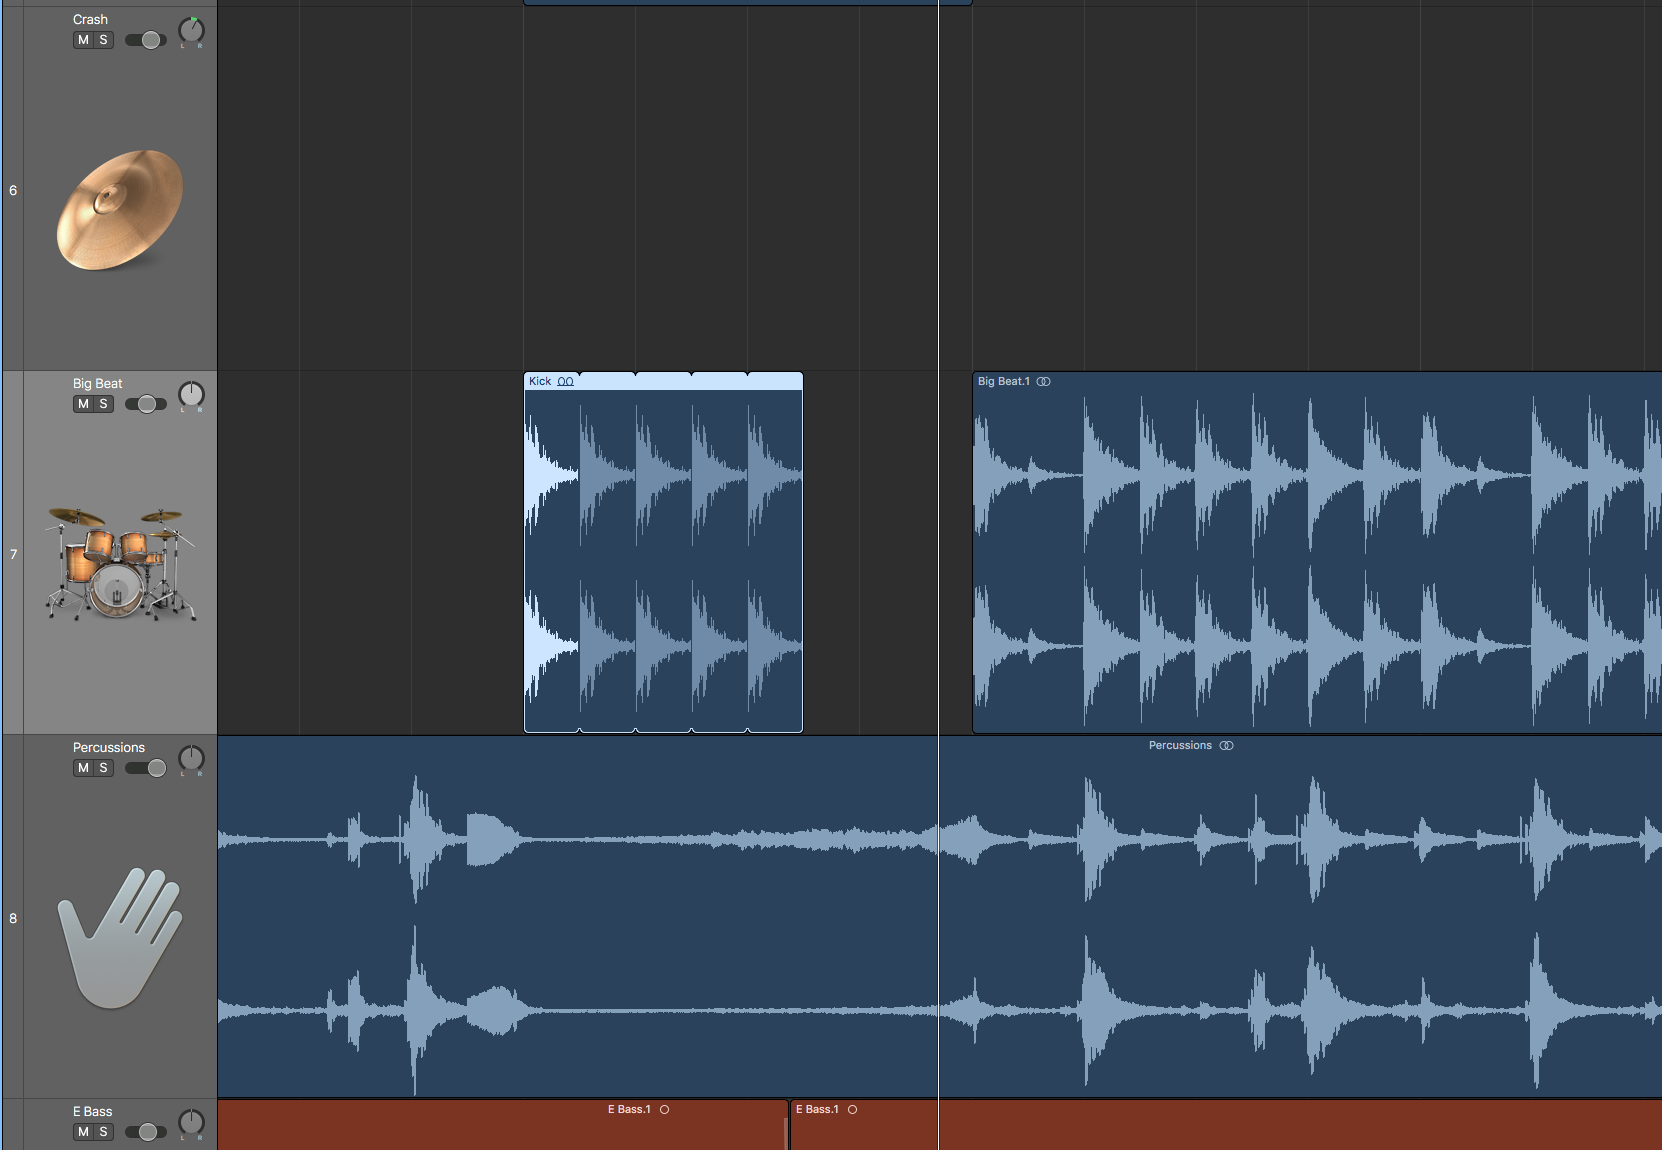 Crash
M S
L R
6
Big Beat
M S
L R
7
Kick
Big Beat.1
Percussions
M S
L R
8
Percussions
E Bass
M S
L R
E Bass.1
E Bass.1